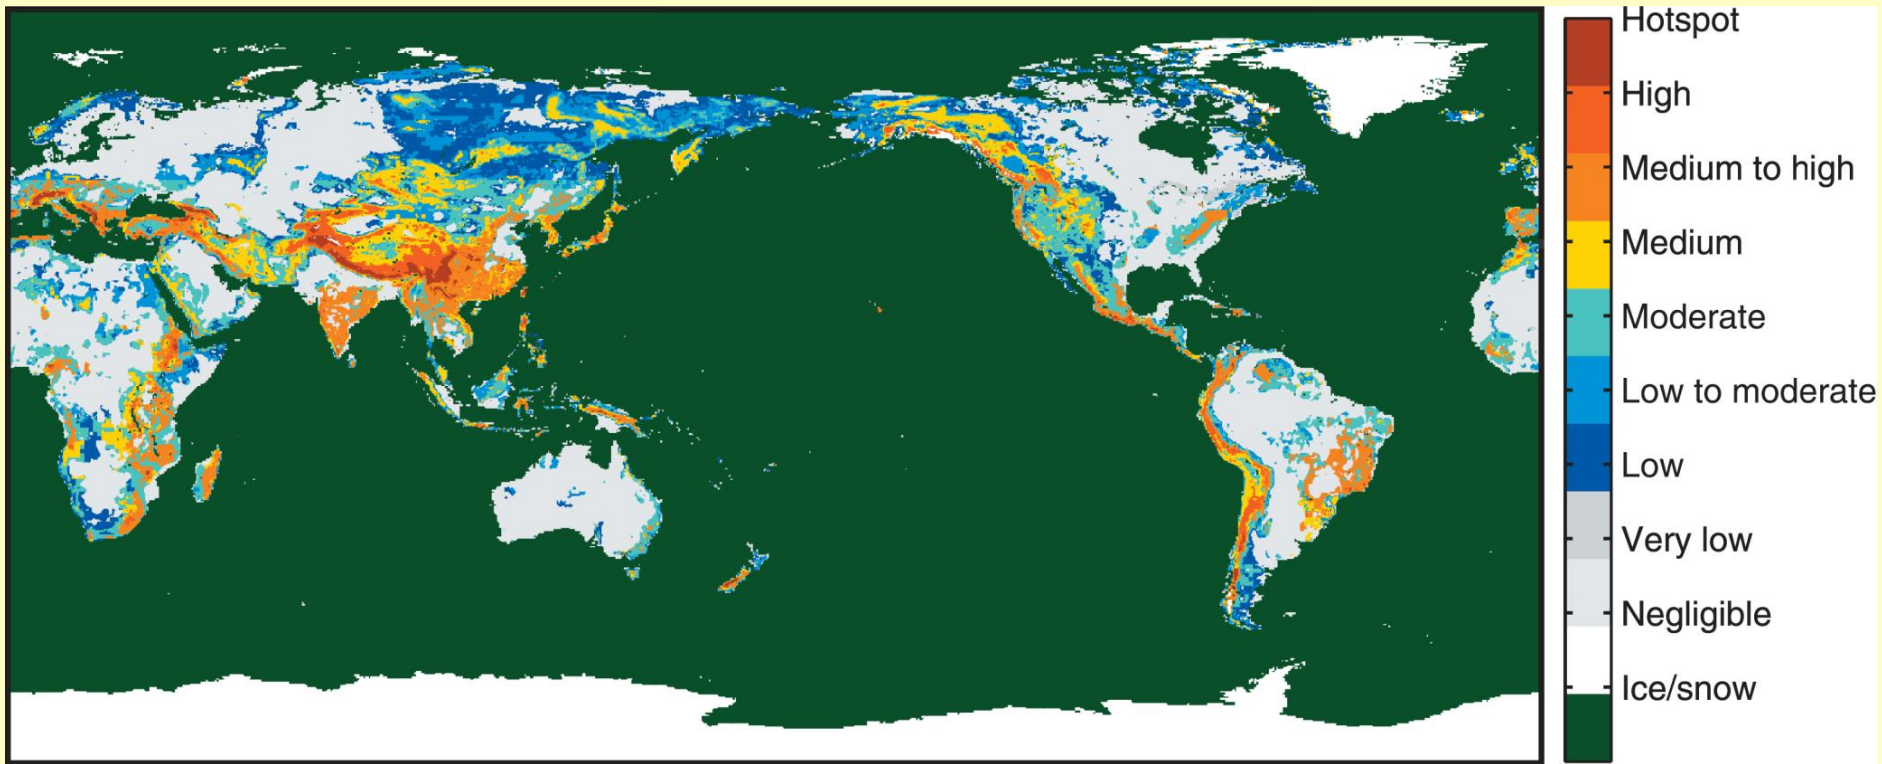 Hotspot
High
Medium to high
Medium
Moderate
Low to moderate
Low
Very low
Negligible
Ice/snow